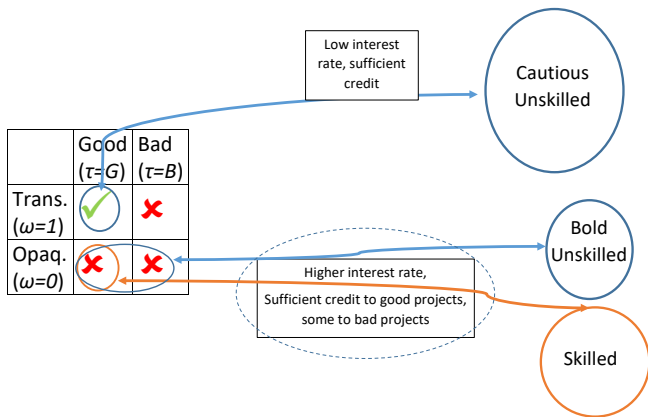 Low interest
rate, sufficient
credit
Cautious
Unskilled
Good
(τ=G)
Bad
(τ=B)
Trans.
(ω=1)
Opaq.
(ω=0)
Bold
Unskilled
Higher interest rate,
Sufficient credit to good projects,
some to bad projects
Skilled